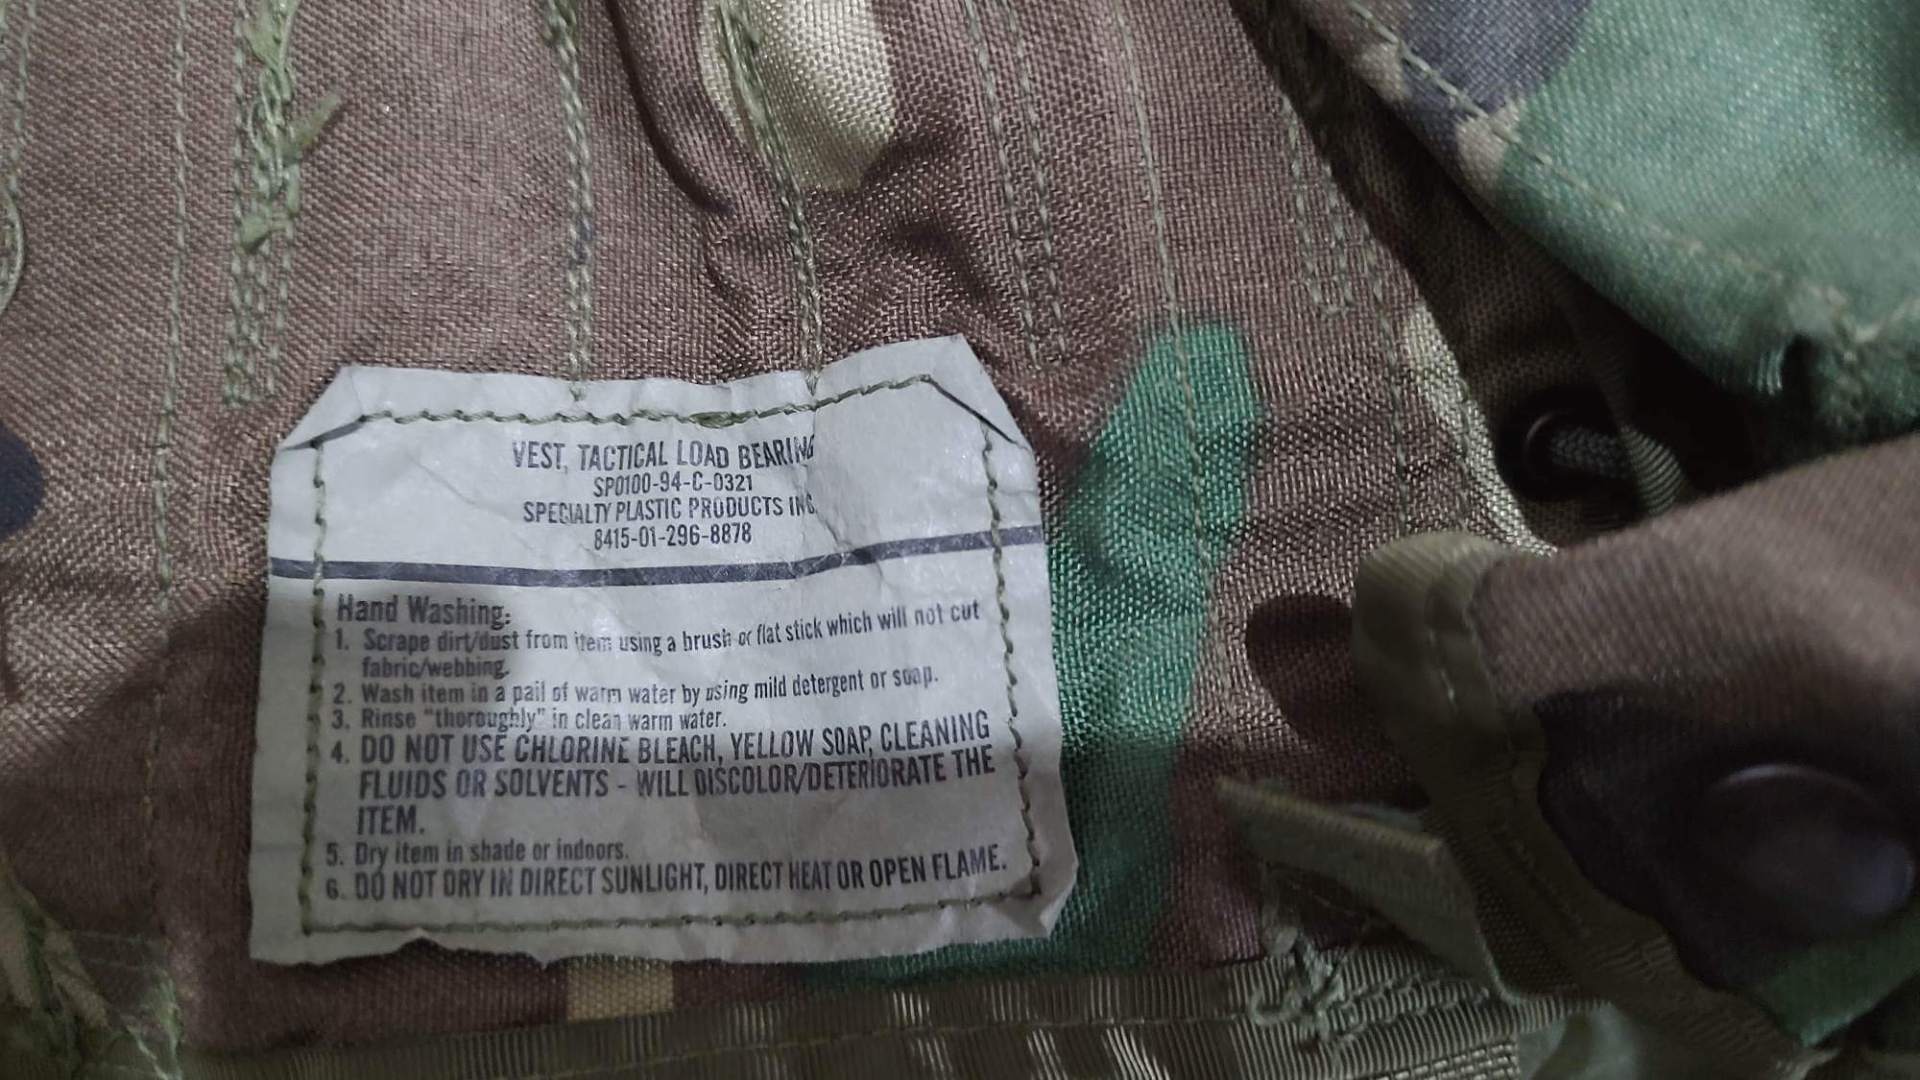 VEST, TACTICAL LOAD BEARING
SP0100-94-C-0321
SPECIALTY PLASTIC PRODUCTS INC.
8415-01-296-8878
Hand Washing:
1. Scrape dirt/dust from item using a brush or flat stick which will not cut
fabric/webbing.
2. Wash item in a pail of warm water by using mild detergent or soap.
3. Rinse "thoroughly" in clean warm water.
4. DO NOT USE CHLORINE BLEACH, YELLOW SOAP, CLEANING
FLUIDS OR SOLVENTS - WILL DISCOLOR/DETERIORATE THE
ITEM.
5. Dry item in shade or indoors.
6. DO NOT DRY IN DIRECT SUNLIGHT, DIRECT HEAT OR OPEN FLAME.